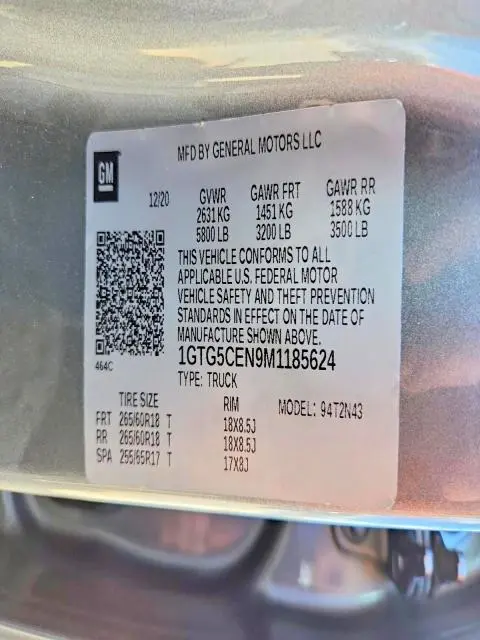 MFD BY GENERAL MOTORS LLC
GM
12/20 GVWR GAWR FRT GAWR RR
2631 KG 1451 KG 1588 KG
5800 LB 3200 LB 3500 LB
THIS VEHICLE CONFORMS TO ALL
APPLICABLE U.S. FEDERAL MOTOR
VEHICLE SAFETY AND THEFT PREVENTION
STANDARDS IN EFFECT ON THE DATE OF
MANUFACTURE SHOWN ABOVE.
464C
1GTG5CEN9M1185624
TYPE: TRUCK
TIRE SIZE RIM MODEL: 94T2N43
FRT 265/60R18 T 18X8.5J
RR 265/60R18 T 18X8.5J
SPA 255/65R17 T 17X8J